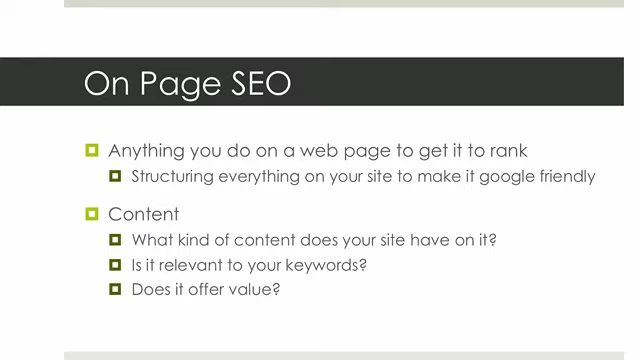 On Page SEO
Anything you do on a web page to get it to rank
Structuring everything on your site to make it google friendly
Content
What kind of content does your site have on it?
Is it relevant to your keywords?
Does it offer value?